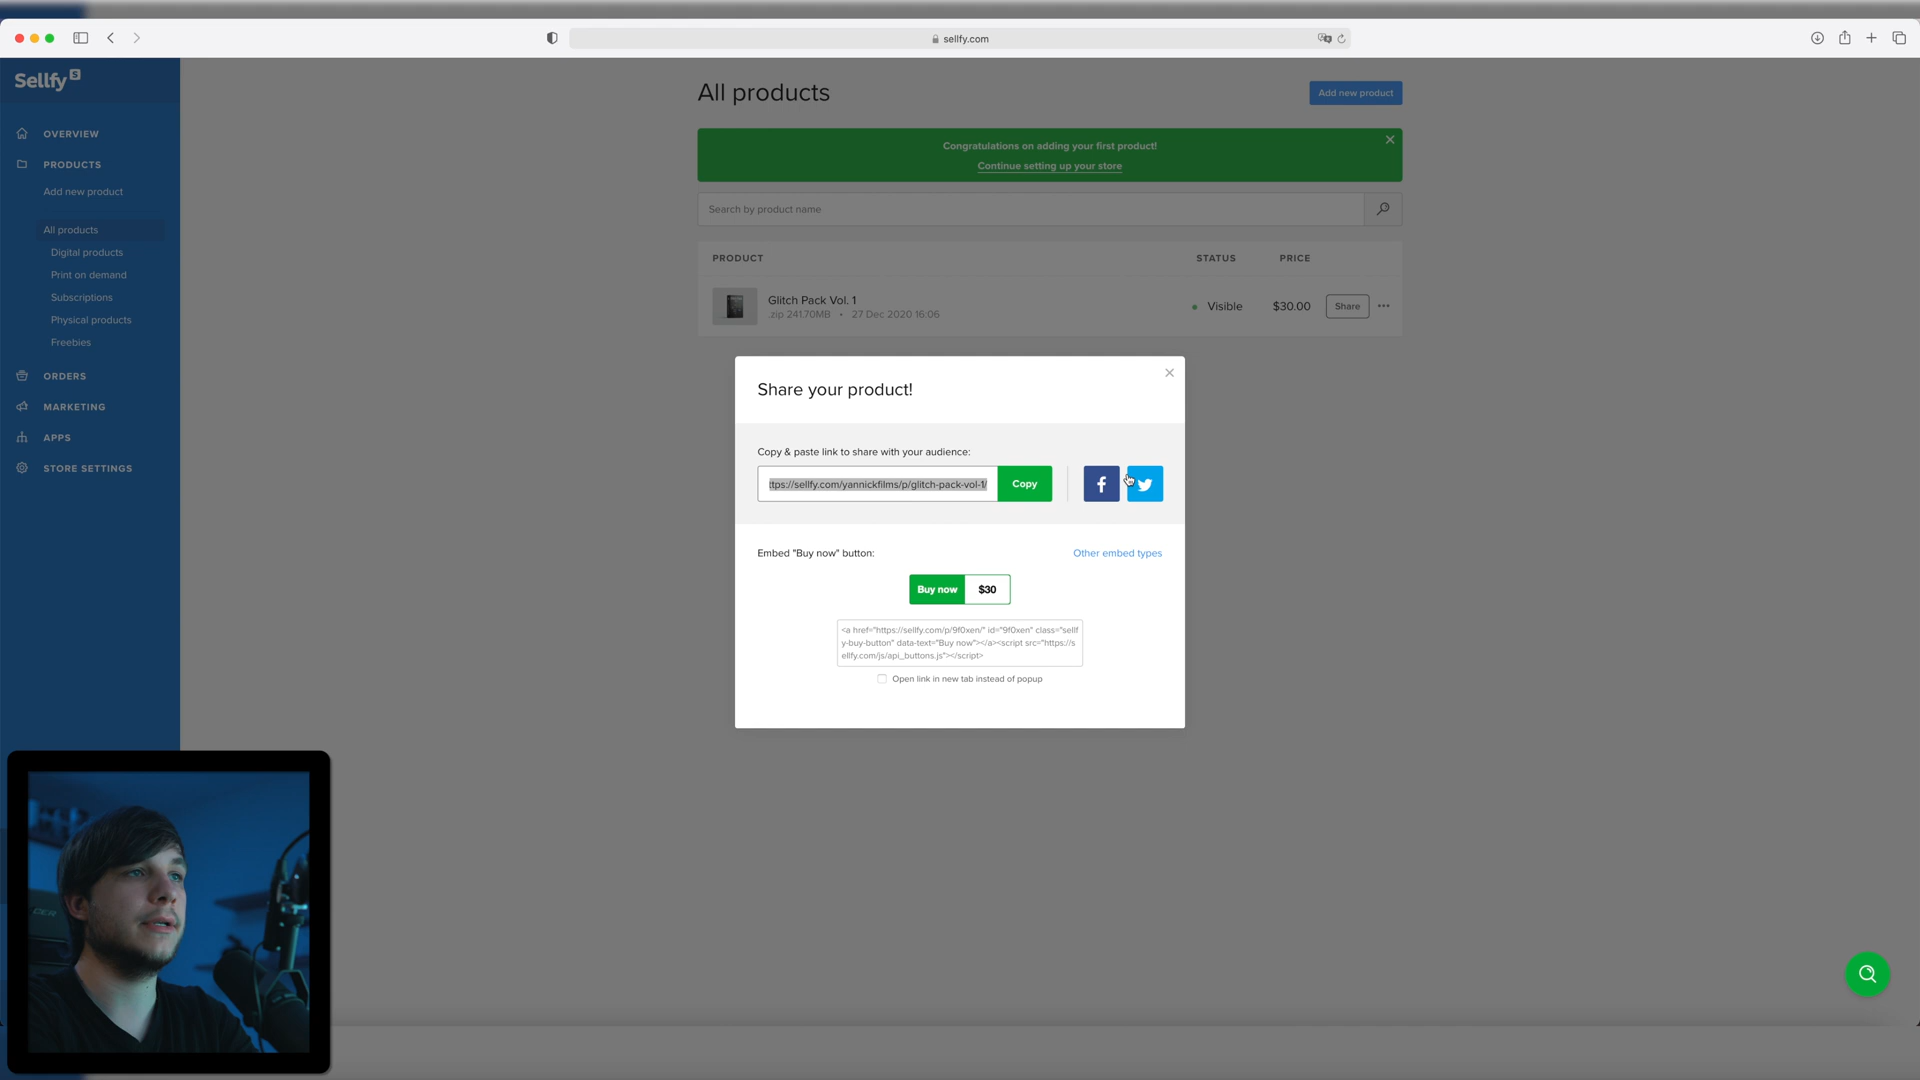 sellfy.com
Sellfy S
OVERVIEW
PRODUCTS
Add new product
All products
Digital products
Print on demand
Subscriptions
Physical products
Freebies
ORDERS
MARKETING
APPS
STORE SETTINGS
All products
Add new product
Congratulations on adding your first product!
Continue setting up your store
Search by product name
PRODUCT STATUS PRICE
Glitch Pack Vol. 1 Visible $30.00 Share
.zip 241.70MB • 27 Dec 2020 16:06
Share your product!
Copy & paste link to share with your audience:
ttps://sellfy.com/yannickfilms/p/glitch-pack-vol-1/ Copy
Embed "Buy now" button: Other embed types
Buy now $30
<a href="https://sellfy.com/p/9f0xen/" id="9f0xen" class="sellf
y-buy-button" data-text="Buy now"></a><script src="https://s
ellfy.com/js/api_buttons.js"></script>
Open link in new tab instead of popup